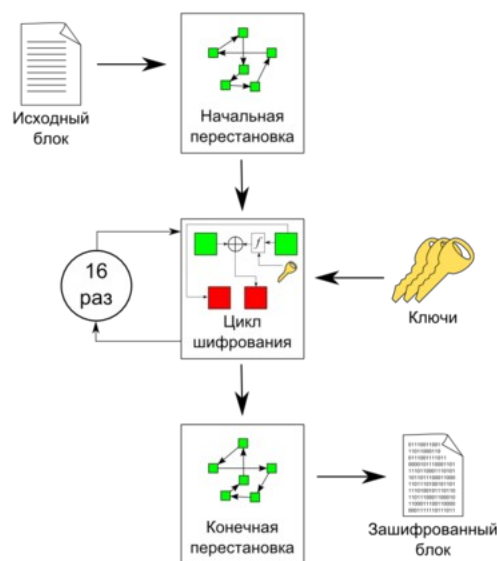 Исходный
блок
Начальная
перестановка
16
раз
f
Цикл
шифрования
Ключи
Конечная
перестановка
Зашифрованный
блок